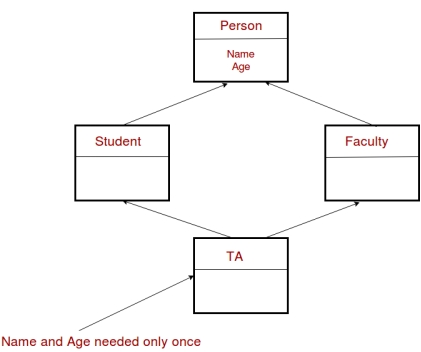 Person
Name
Age
Student
Faculty
TA
Name and Age needed only once